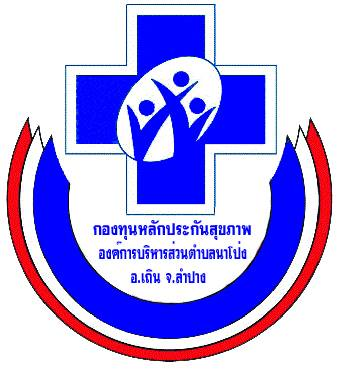 กองทุนหลักประกันสุขภาพ
องค์การบริหารส่วนตำบลนาโป่ง
อ.เถิน จ.ลำปาง